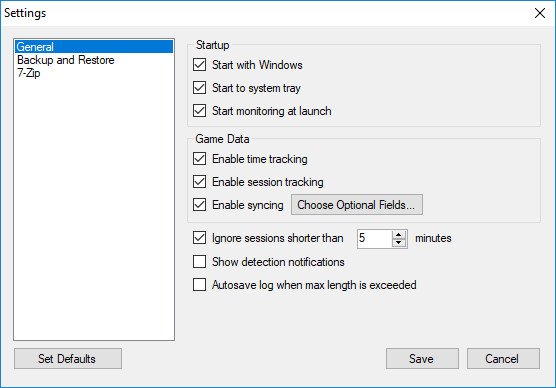 Settings
General
Backup and Restore
7-Zip
Startup
Start with Windows
Start to system tray
Start monitoring at launch
Game Data
Enable time tracking
Enable session tracking
Enable syncing Choose Optional Fields...
Ignore sessions shorter than 5 minutes
Show detection notifications
Autosave log when max length is exceeded
Set Defaults Save Cancel